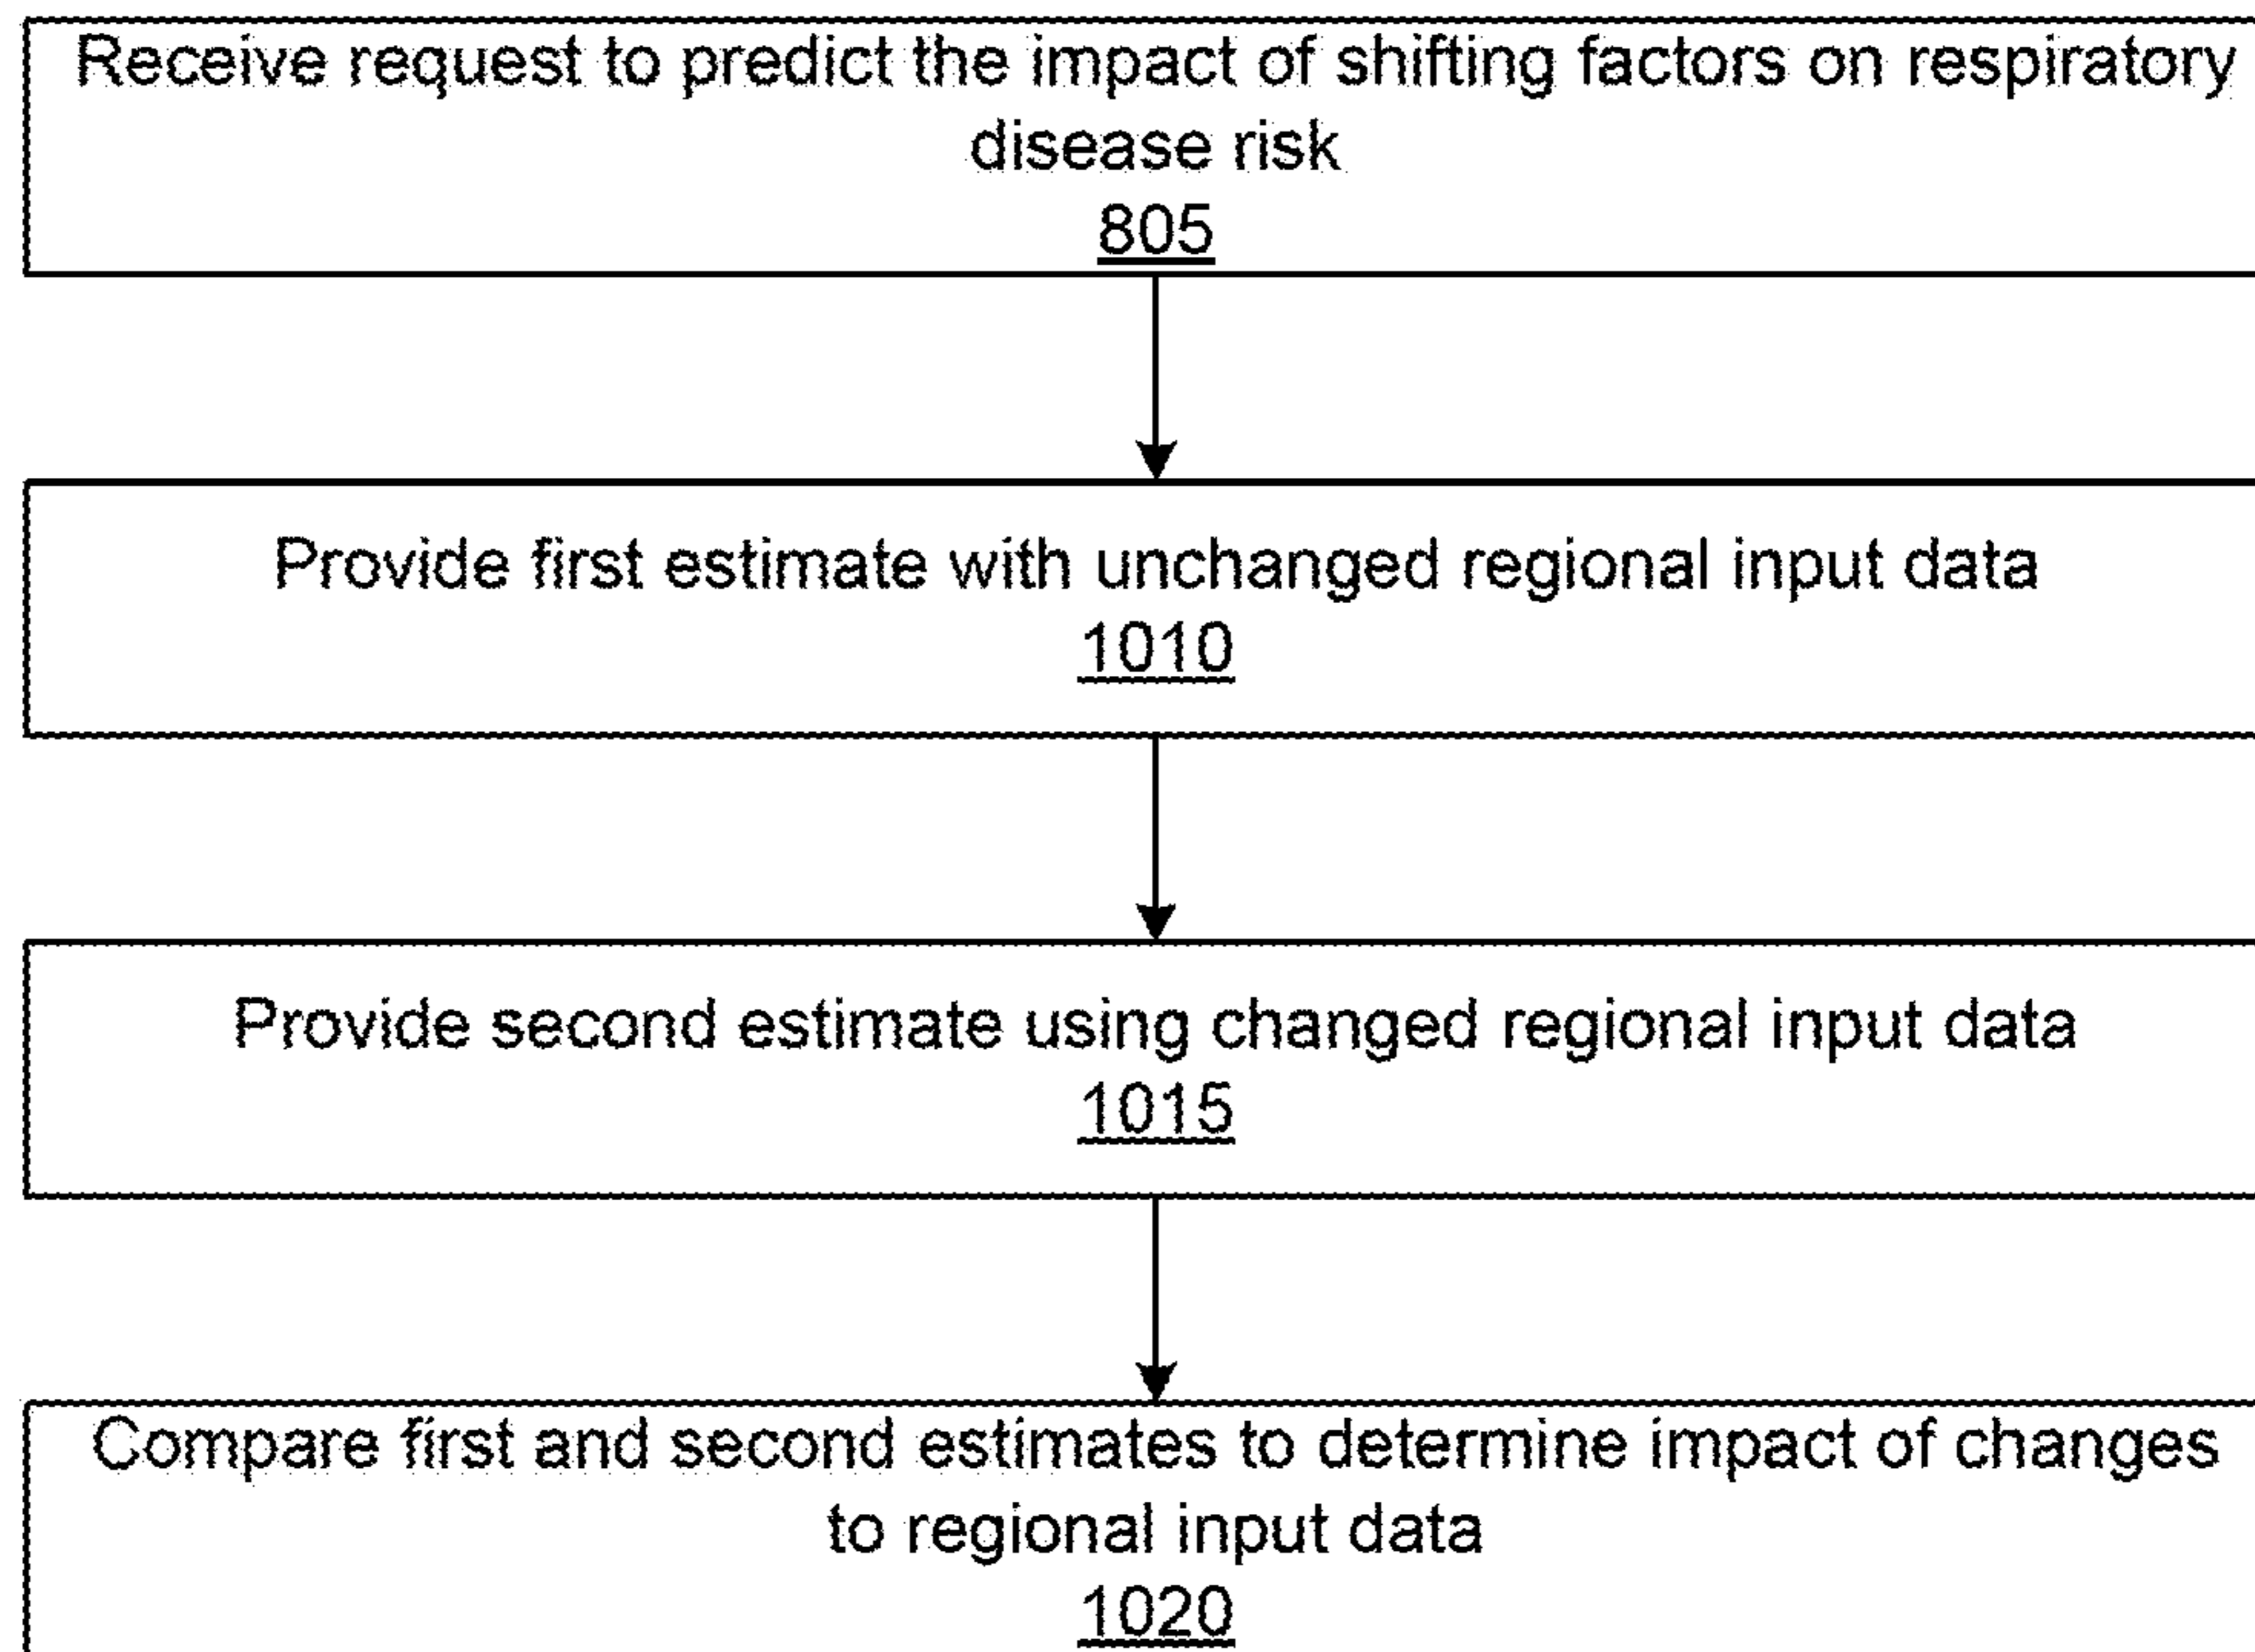 Receive request to predict the impact of shifting factors on respiratory
disease risk
805
Provide first estimate with unchanged regional input data
1010
Provide second estimate using changed regional input data
1015
Compare first and second estimates to determine impact of changes
to regional input data
1020